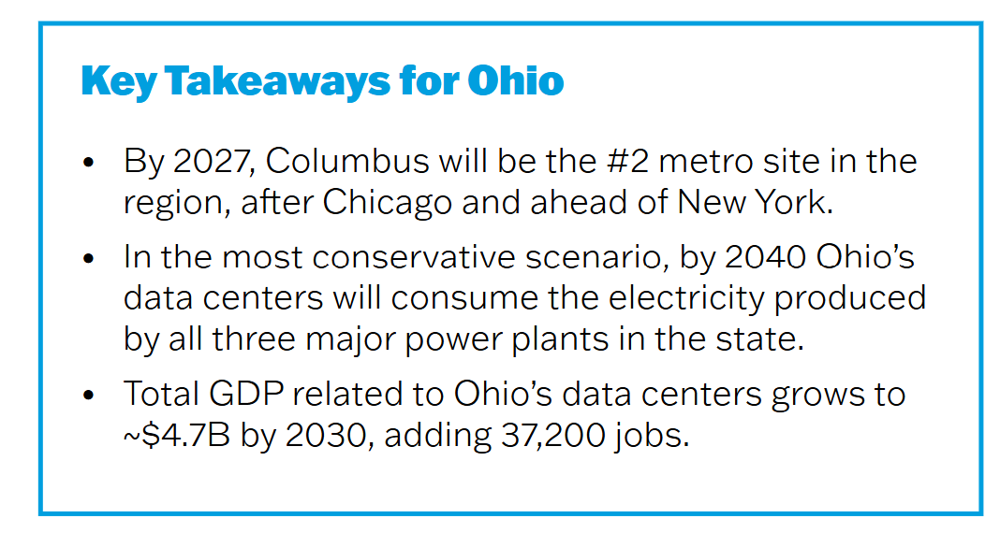 Key Takeaways for Ohio
• By 2027, Columbus will be the #2 metro site in the
region, after Chicago and ahead of New York.
• In the most conservative scenario, by 2040 Ohio’s
data centers will consume the electricity produced
by all three major power plants in the state.
• Total GDP related to Ohio’s data centers grows to
~$4.7B by 2030, adding 37,200 jobs.